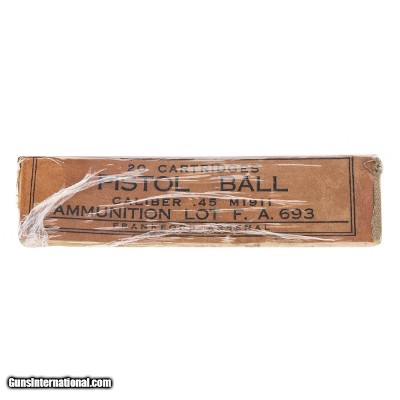 20 CARTRIDGES
PISTOL BALL
CALIBER .45 M1911
AMMUNITION LOT F. A. 693
FRANKFORD ARSENAL
GunsInternational.com